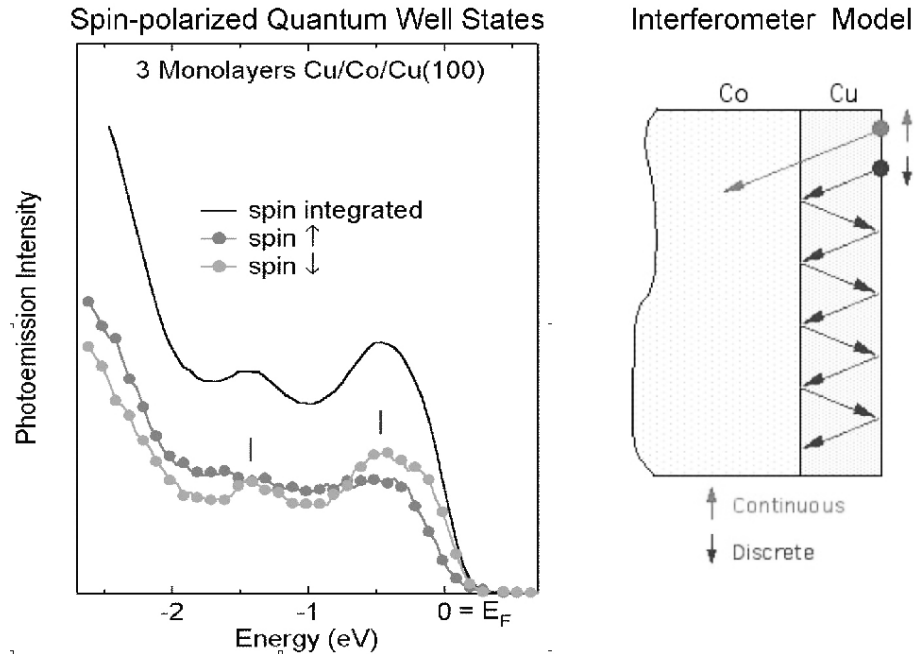 Spin-polarized Quantum Well States
Interferometer Model
3 Monolayers Cu/Co/Cu(100)
Photoemission Intensity
spin integrated
spin ↑
spin ↓
-2
-1
0 = E_F
Energy (eV)
Co
Cu
↑ Continuous
↓ Discrete